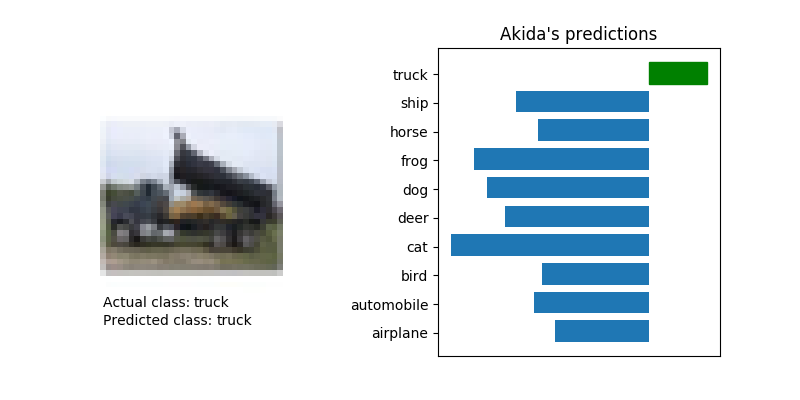 Akida's predictions
truck
ship
horse
frog
dog
deer
cat
bird
automobile
airplane
Actual class: truck
Predicted class: truck